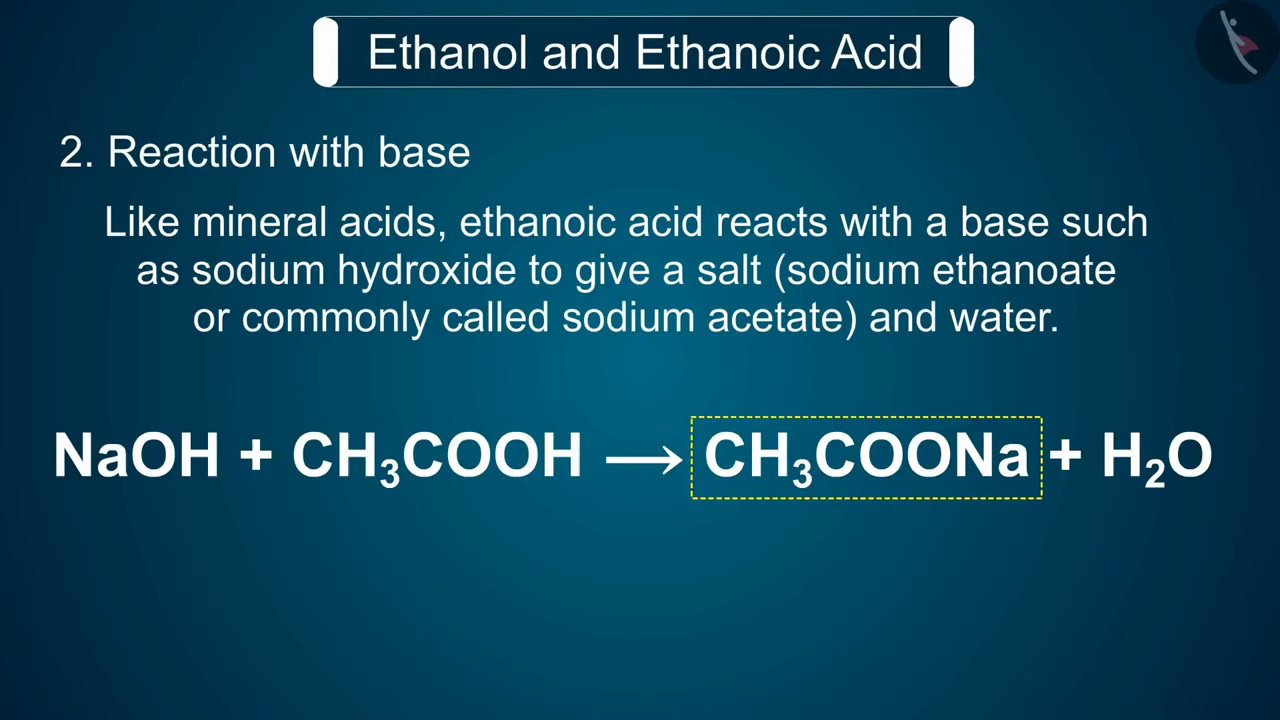 Ethanol and Ethanoic Acid
2. Reaction with base
Like mineral acids, ethanoic acid reacts with a base such
as sodium hydroxide to give a salt (sodium ethanoate
or commonly called sodium acetate) and water.
NaOH + CH₃COOH → CH₃COONa + H₂O